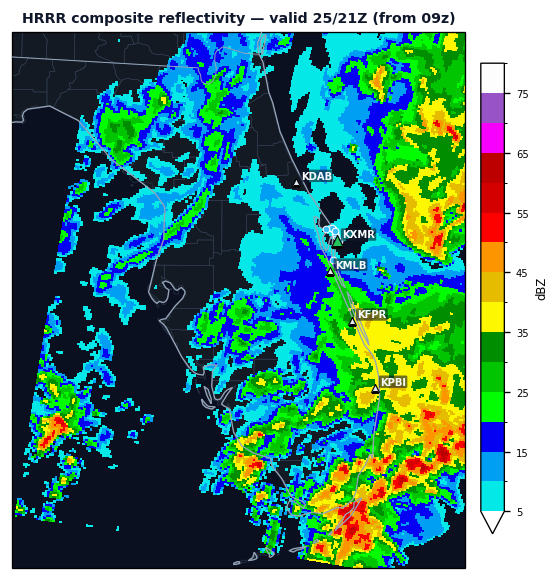 HRRR composite reflectivity — valid 25/21Z (from 09z)
KDAB
KXMR
KMLB
KFPR
KPBI
75
65
55
45
35
25
15
5
dBZ